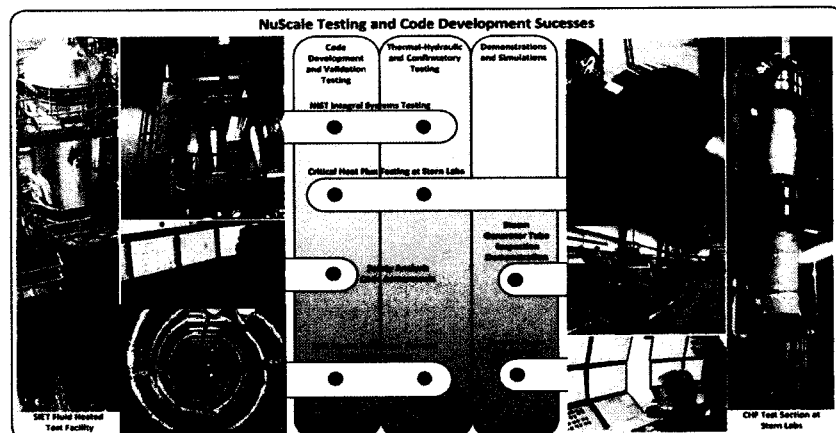 NuScale Testing and Code Development Sucesses
Code
Development
and Validation
Testing
Thermal-Hydraulic
and Confirmatory
Testing
Demonstrations
and Simulations
NIST Integral Systems Testing
Critical Heat Flux Testing at Stern Labs
Steam
Generator Tube
Inspection
SIET Fluid Heated
Test Facility
CHF Test Section at
Stern Labs